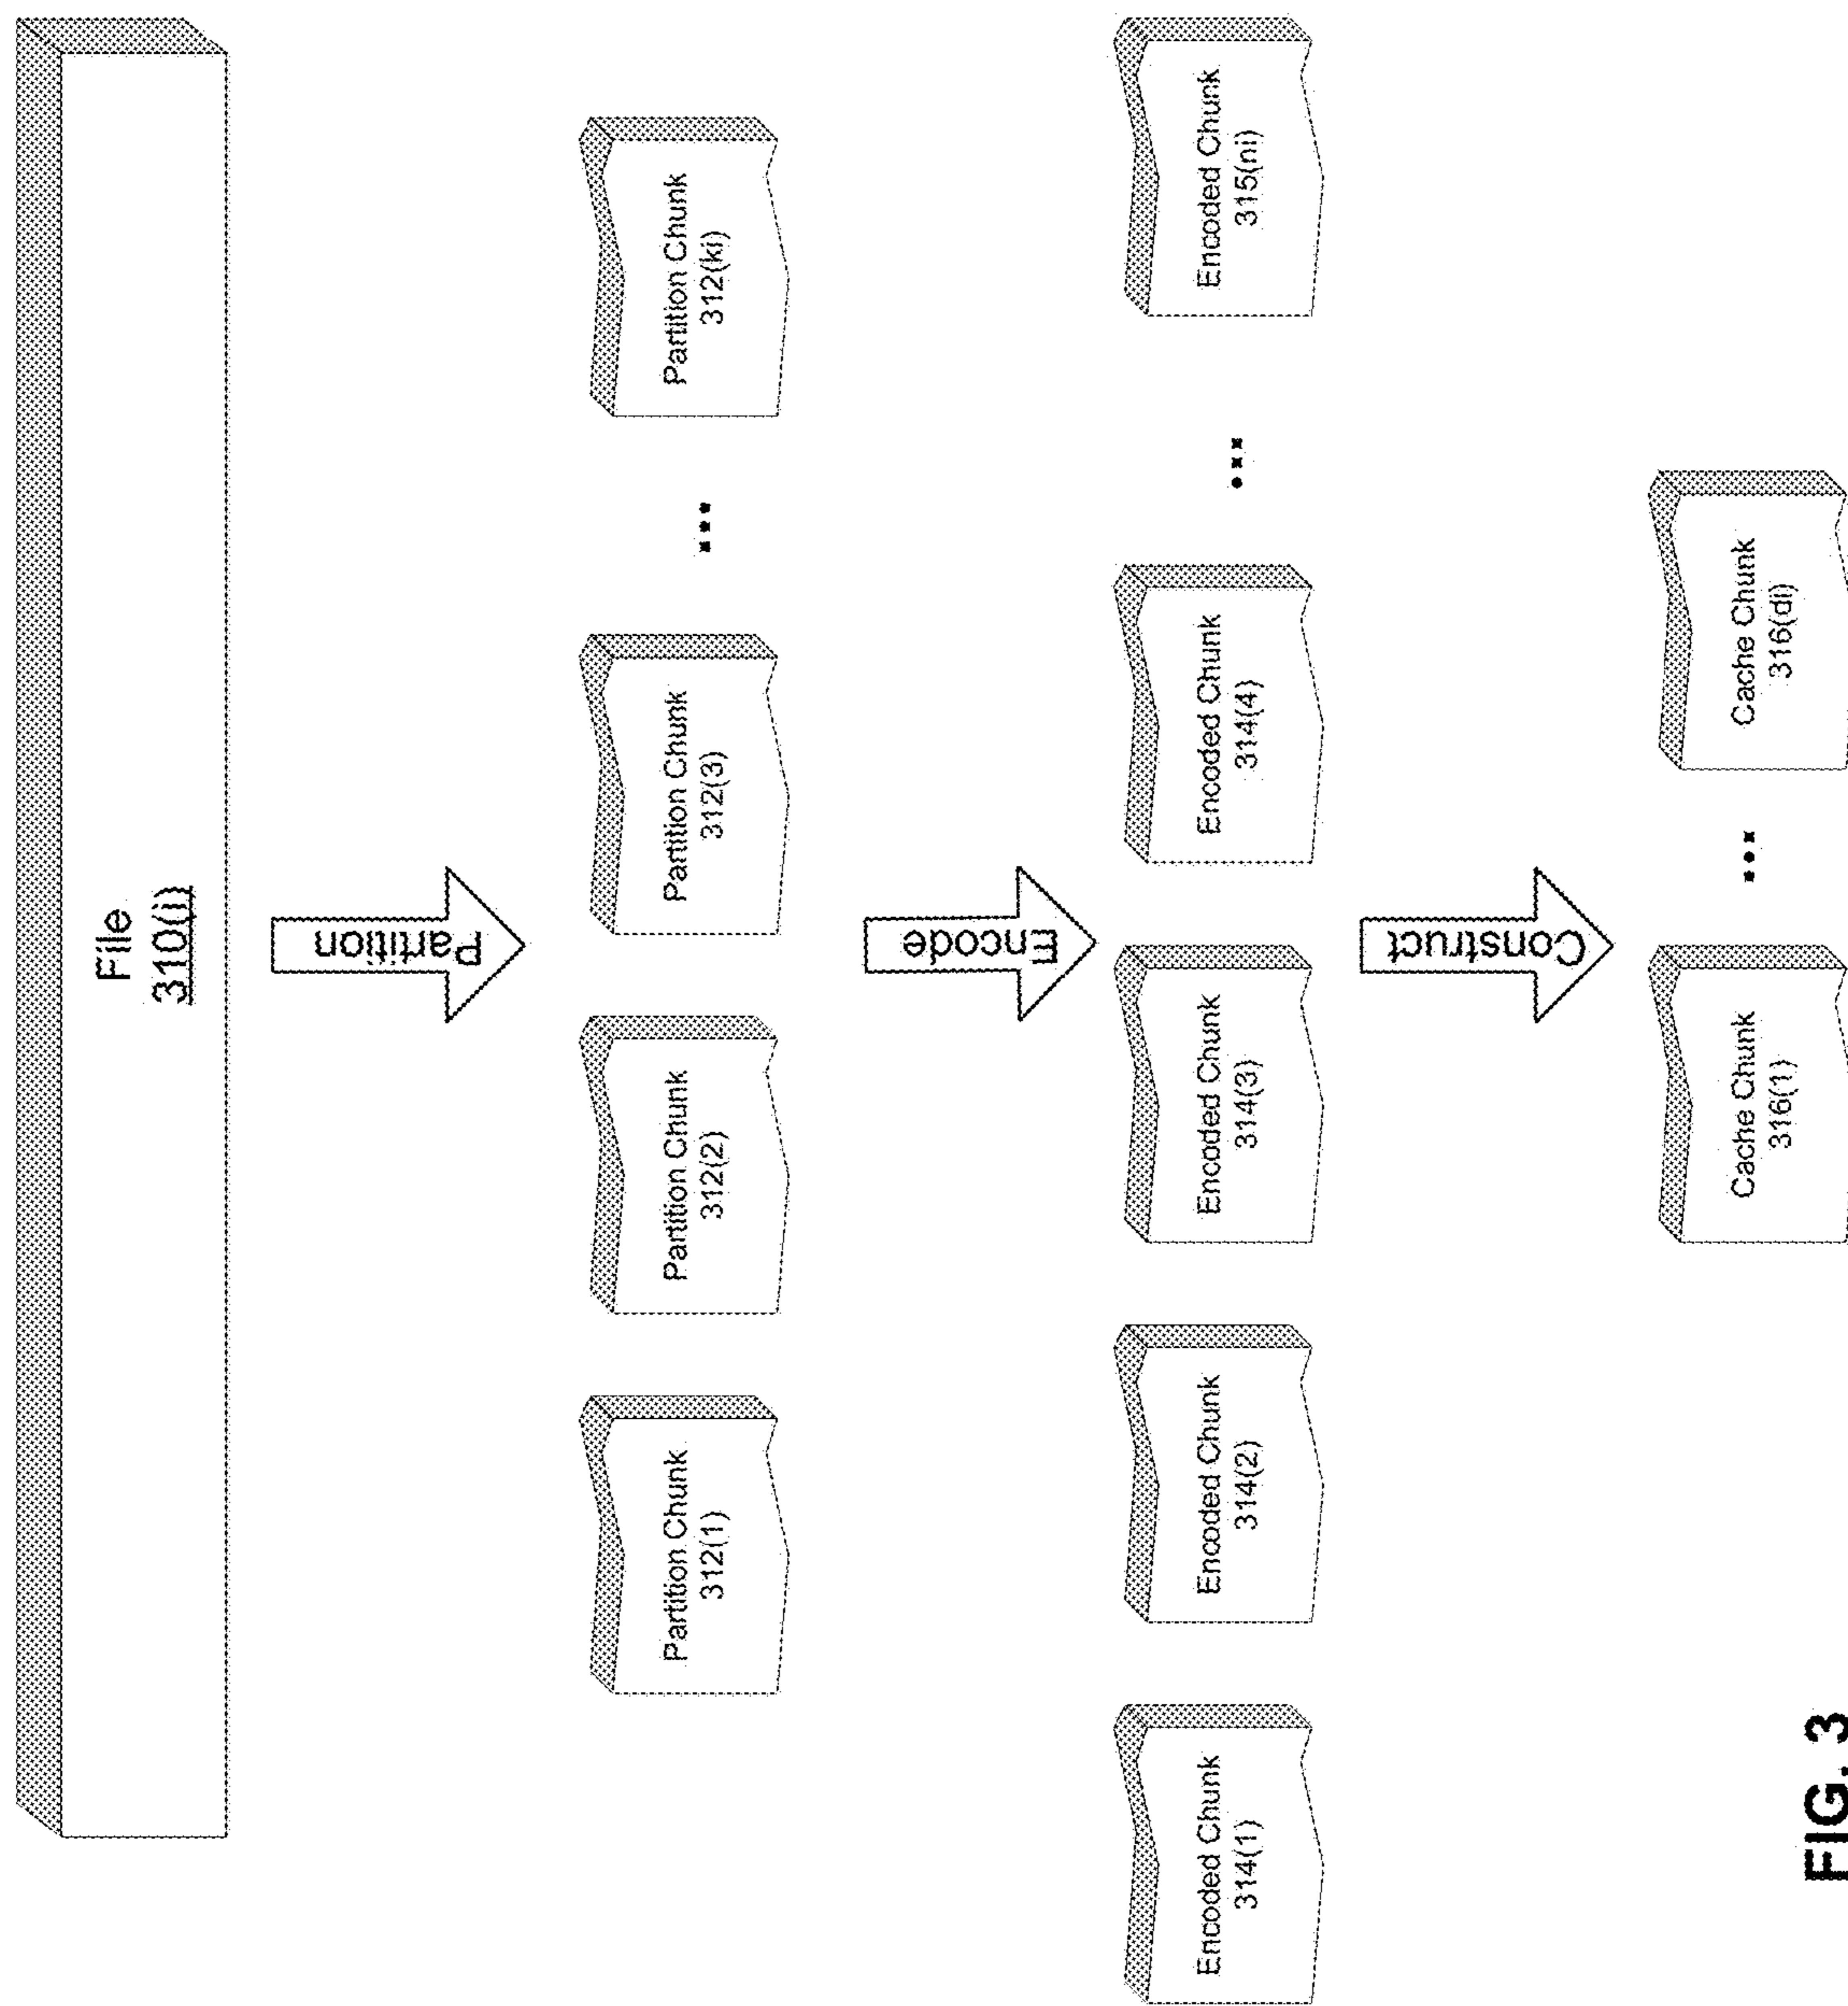 File
310(i)
Partition
Partition Chunk
312(1)
Partition Chunk
312(2)
Partition Chunk
312(3)
...
Partition Chunk
312(ki)
Encode
Encoded Chunk
314(1)
Encoded Chunk
314(2)
Encoded Chunk
314(3)
Encoded Chunk
314(4)
...
Encoded Chunk
315(ni)
Construct
Cache Chunk
316(1)
...
Cache Chunk
316(di)
FIG. 3